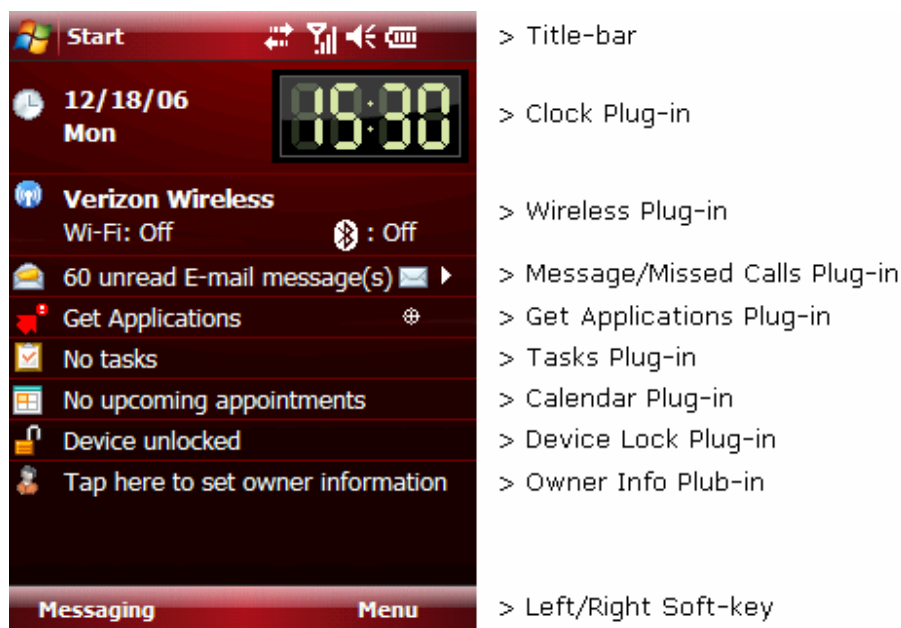 Start > Title-bar
12/18/06 15:30
Mon > Clock Plug-in
Verizon Wireless
Wi-Fi: Off : Off > Wireless Plug-in
60 unread E-mail message(s) > Message/Missed Calls Plug-in
Get Applications > Get Applications Plug-in
No tasks > Tasks Plug-in
No upcoming appointments > Calendar Plug-in
Device unlocked > Device Lock Plug-in
Tap here to set owner information > Owner Info Plub-in
Messaging Menu > Left/Right Soft-key